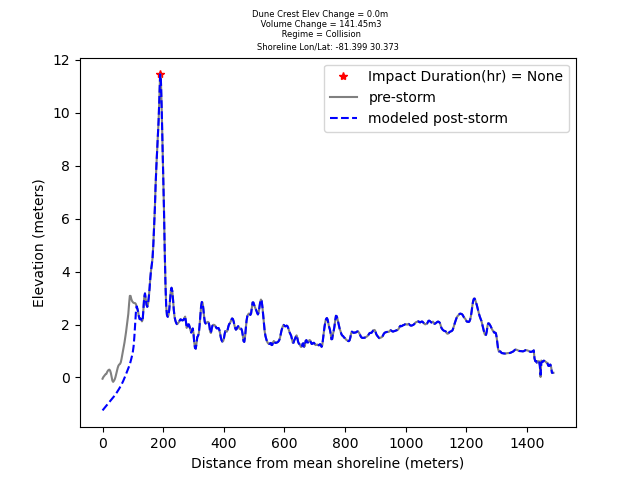 Dune Crest Elev Change = 0.0m
Volume Change = 141.45m3
Regime = Collision
Shoreline Lon/Lat: -81.399 30.373
12
10
8
6
4
2
0
Elevation (meters)
Impact Duration(hr) = None
pre-storm
modeled post-storm
0 200 400 600 800 1000 1200 1400
Distance from mean shoreline (meters)